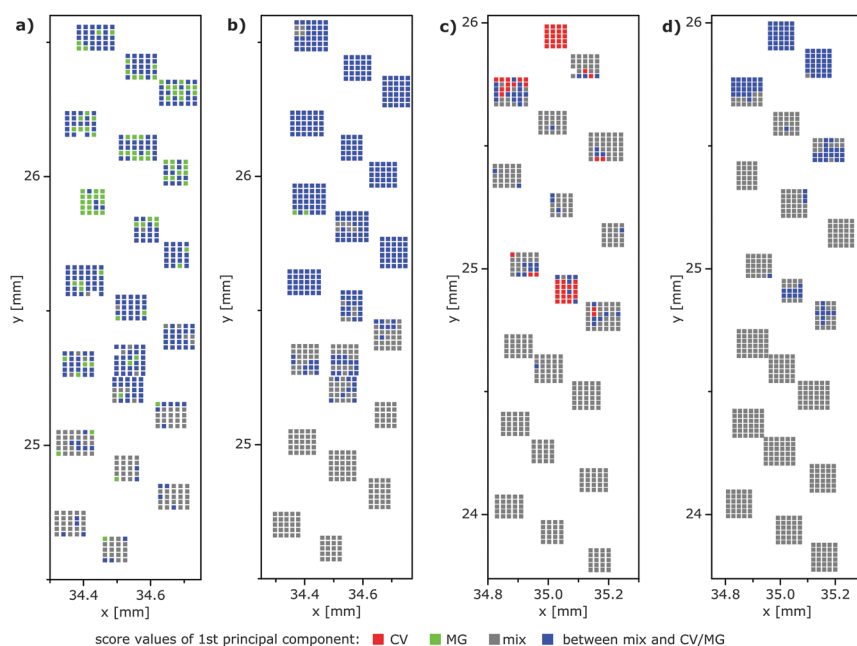 a)
b)
c)
d)
y [mm]
26
25
34.4
34.6
x [mm]
y [mm]
26
25
34.4
34.6
x [mm]
y [mm]
26
25
24
34.8
35.0
35.2
x [mm]
y [mm]
26
25
24
34.8
35.0
35.2
x [mm]
score values of 1st principal component: CV MG mix between mix and CV/MG